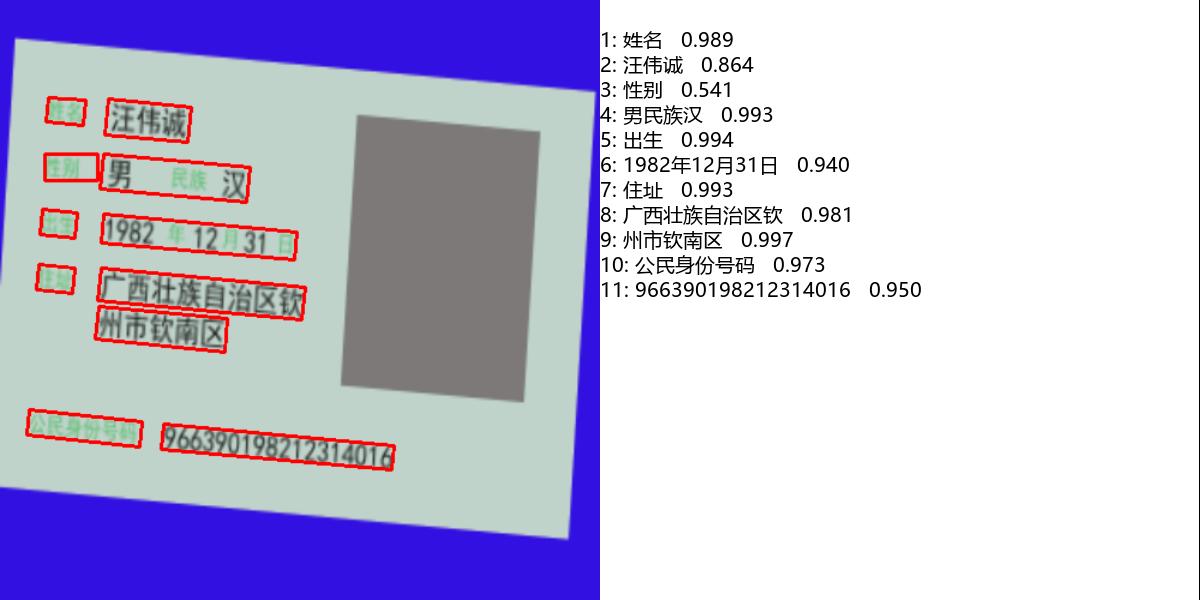 姓名 汪伟诚
性别 男 民族 汉
出生 1982 年 12 月 31 日
住址 广西壮族自治区钦
州市钦南区
公民身份号码 966390198212314016
1: 姓名 0.989
2: 汪伟诚 0.864
3: 性别 0.541
4: 男民族汉 0.993
5: 出生 0.994
6: 1982年12月31日 0.940
7: 住址 0.993
8: 广西壮族自治区钦 0.981
9: 州市钦南区 0.997
10: 公民身份号码 0.973
11: 966390198212314016 0.950